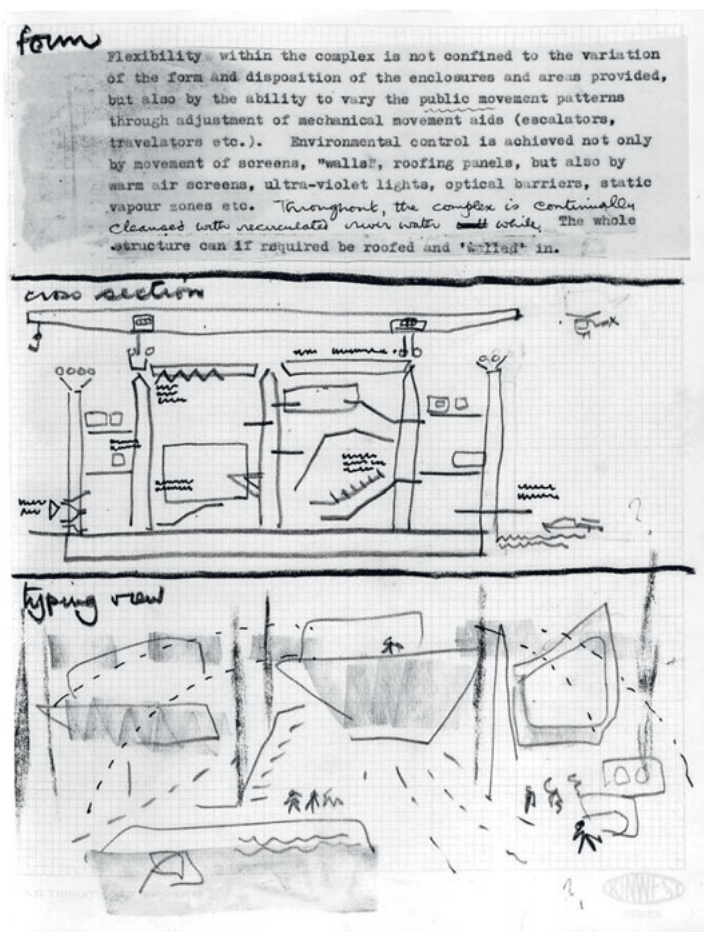 form
Flexibility within the complex is not confined to the variation
of the form and disposition of the enclosures and areas provided,
but also by the ability to vary the public movement patterns
through adjustment of mechanical movement aids (escalators,
travelators etc.). Environmental control is achieved not only
by movement of screens, "walls", roofing panels, but also by
warm air screens, ultra-violet lights, optical barriers, static
vapour zones etc. Throughout, the complex is continually
cleansed with recirculated river water while. The whole
structure can if required be roofed and 'walled' in.
cross section
?
typing view
?